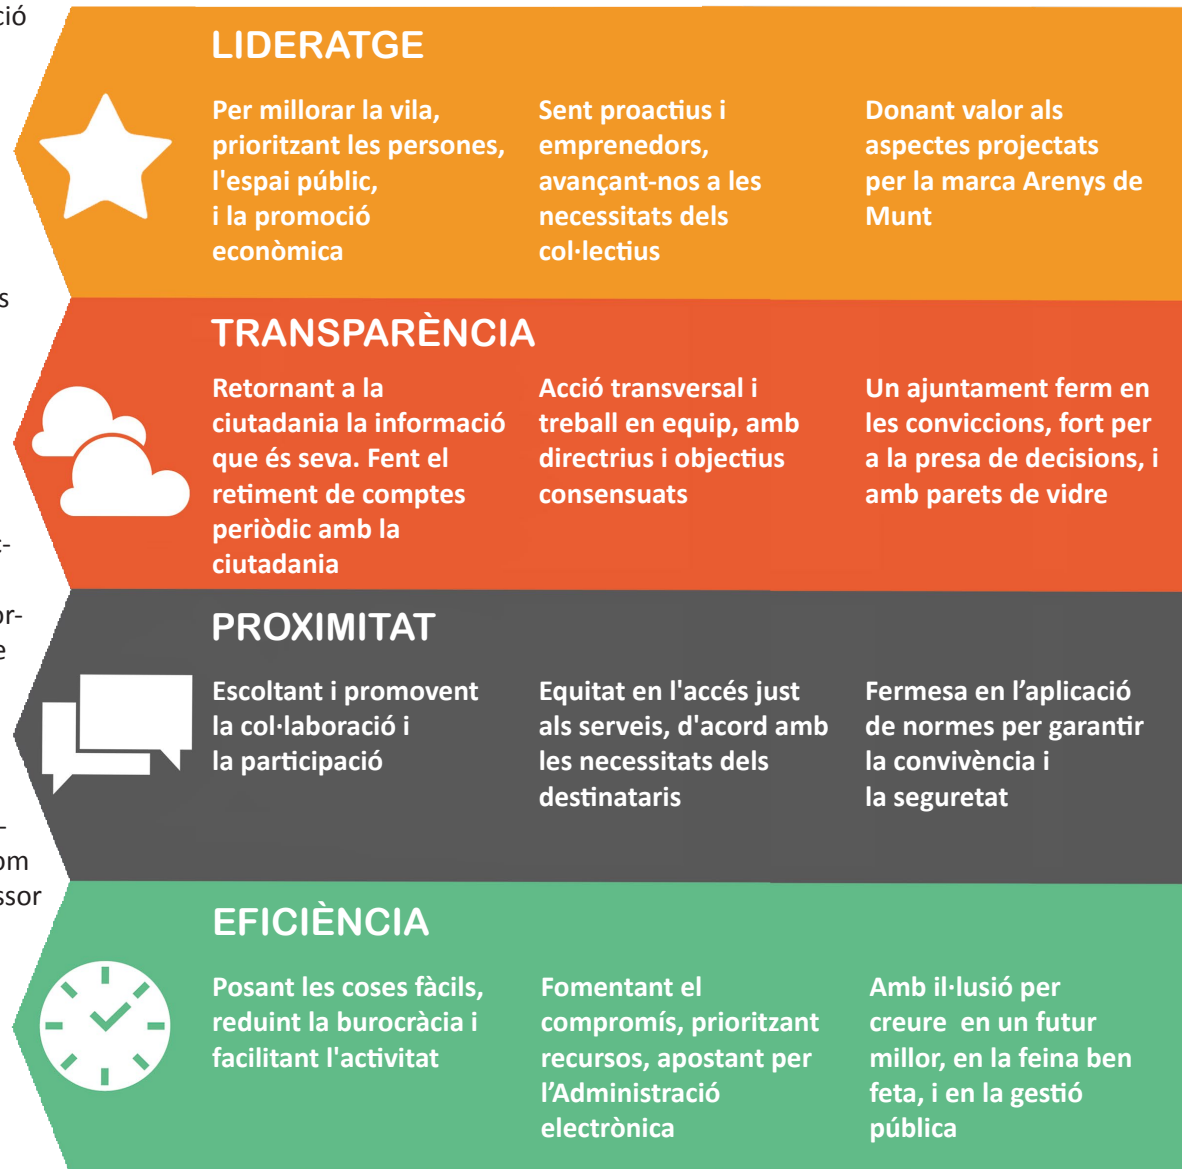 ció
s
c-
or-
e
-
om
ssor
LIDERATGE
Per millorar la vila,
prioritzant les persones,
l'espai públic,
i la promoció
econòmica
Sent proactius i
emprenedors,
avançant-nos a les
necessitats dels
col·lectius
Donant valor als
aspectes projectats
per la marca Arenys de
Munt
TRANSPARÈNCIA
Retornant a la
ciutadania la informació
que és seva. Fent el
retiment de comptes
periòdic amb la
ciutadania
Acció transversal i
treball en equip, amb
directrius i objectius
consensuats
Un ajuntament ferm en
les conviccions, fort per
a la presa de decisions, i
amb parets de vidre
PROXIMITAT
Escoltant i promovent
la col·laboració i
la participació
Equitat en l'accés just
als serveis, d'acord amb
les necessitats dels
destinataris
Fermesa en l’aplicació
de normes per garantir
la convivència i
la seguretat
EFICIÈNCIA
Posant les coses fàcils,
reduint la burocràcia i
facilitant l'activitat
Fomentant el
compromís, prioritzant
recursos, apostant per
l’Administració
electrònica
Amb il·lusió per
creure  en un futur
millor, en la feina ben
feta, i en la gestió
pública